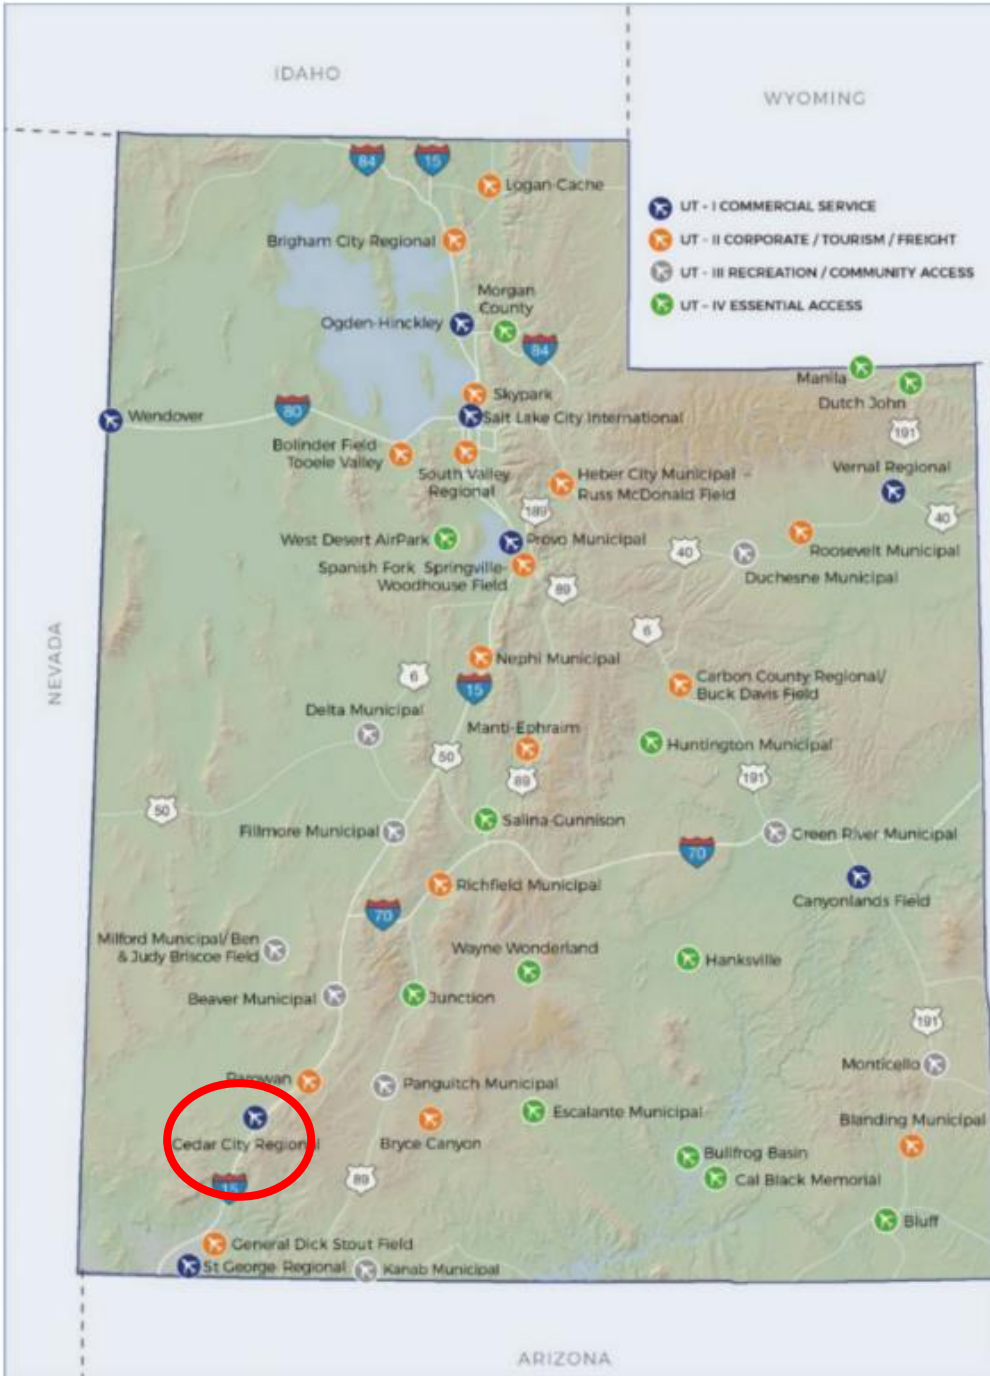 IDAHO
WYOMING
84
15
Logan-Cache
UT - I COMMERCIAL SERVICE
UT - II CORPORATE / TOURISM / FREIGHT
UT - III RECREATION / COMMUNITY ACCESS
UT - IV ESSENTIAL ACCESS
Brigham City Regional
Morgan
County
Ogden-Hinckley
84
Manila
Dutch John
Skypark
Wendover
80
Salt Lake City International
191
Bolinder Field
Tooele Valley
South Valley
Regional
Heber City Municipal -
Russ McDonald Field
Vernal Regional
189
40
West Desert AirPark
Provo Municipal
40
Roosevelt Municipal
Spanish Fork Springville-
Woodhouse Field
Duchesne Municipal
89
NEVADA
6
Nephi Municipal
6
15
Carbon County Regional/
Buck Davis Field
Delta Municipal
Manti-Ephraim
Huntington Municipal
50
89
191
50
Fillmore Municipal
Salina-Gunnison
Green River Municipal
70
Richfield Municipal
Canyonlands Field
70
Milford Municipal/Ben
& Judy Briscoe Field
Wayne Wonderland
Hanksville
Beaver Municipal
Junction
191
Monticello
Parowan
Panguitch Municipal
Escalante Municipal
Blanding Municipal
Cedar City Regional
Bryce Canyon
Bullfrog Basin
Cal Black Memorial
15
89
Bluff
General Dick Stout Field
St George Regional
Kanab Municipal
ARIZONA